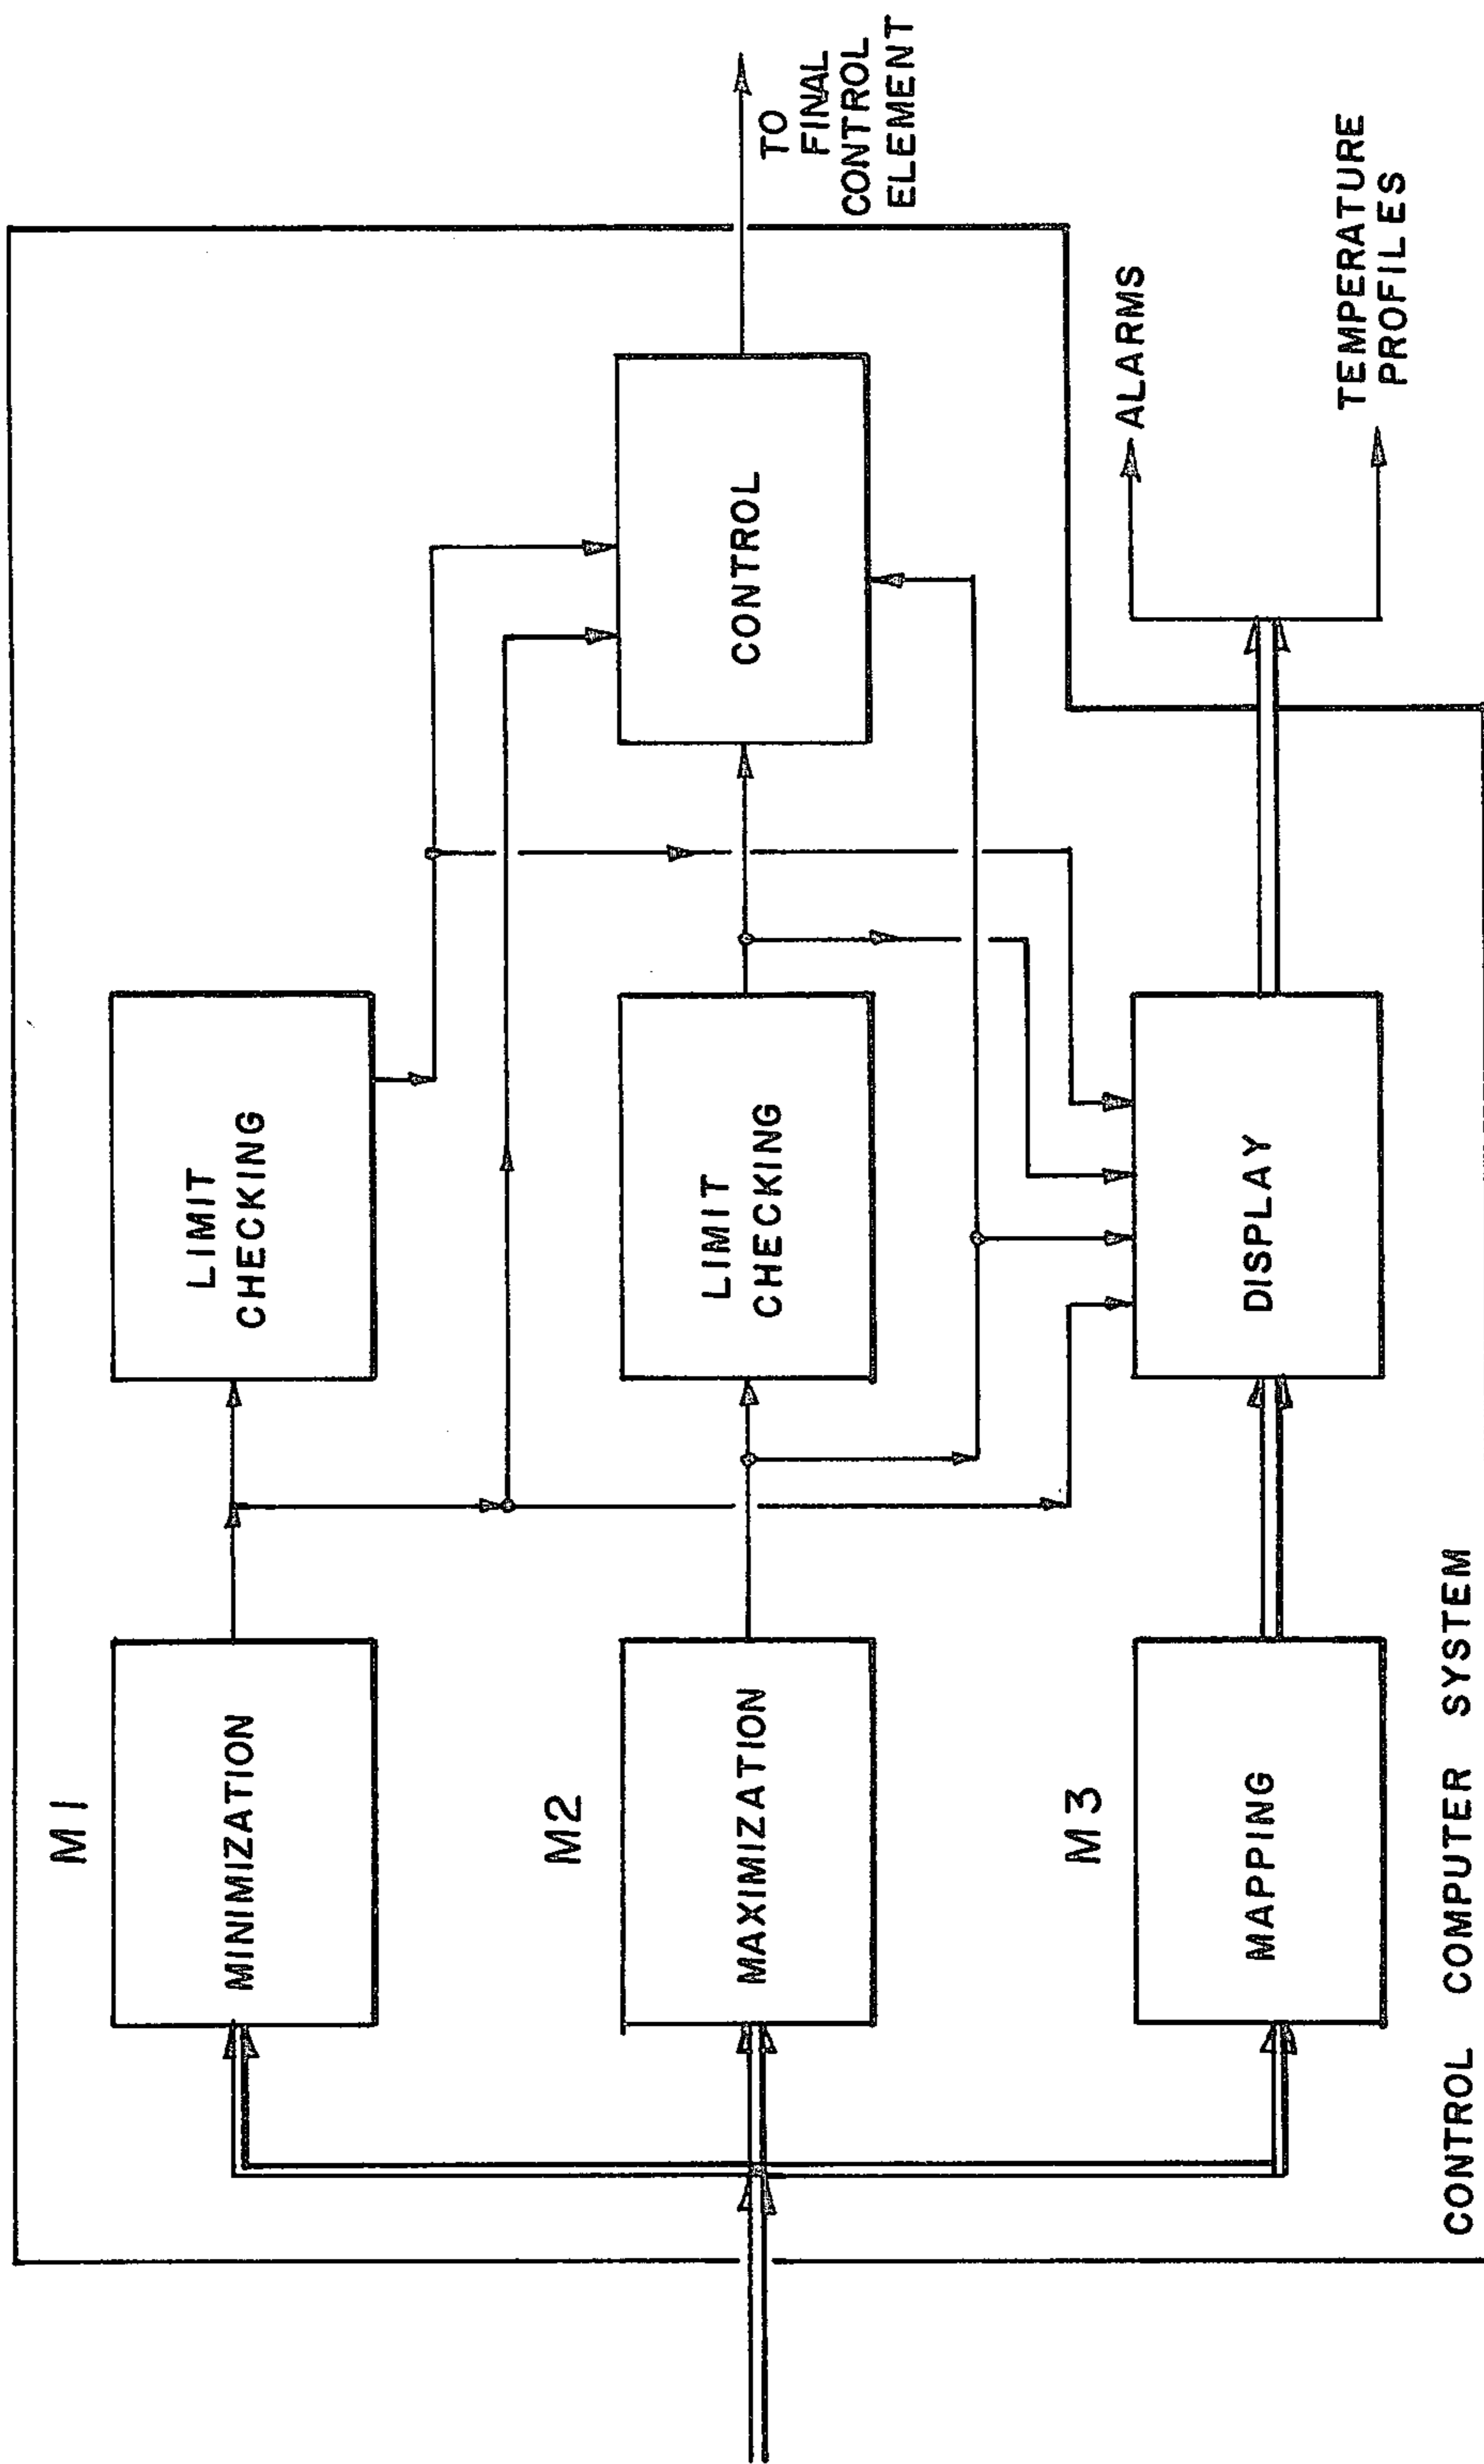 M1
MINIMIZATION
LIMIT
CHECKING
M2
MAXIMIZATION
LIMIT
CHECKING
CONTROL
TO
FINAL
CONTROL
ELEMENT
M3
MAPPING
DISPLAY
ALARMS
TEMPERATURE
PROFILES
CONTROL COMPUTER SYSTEM